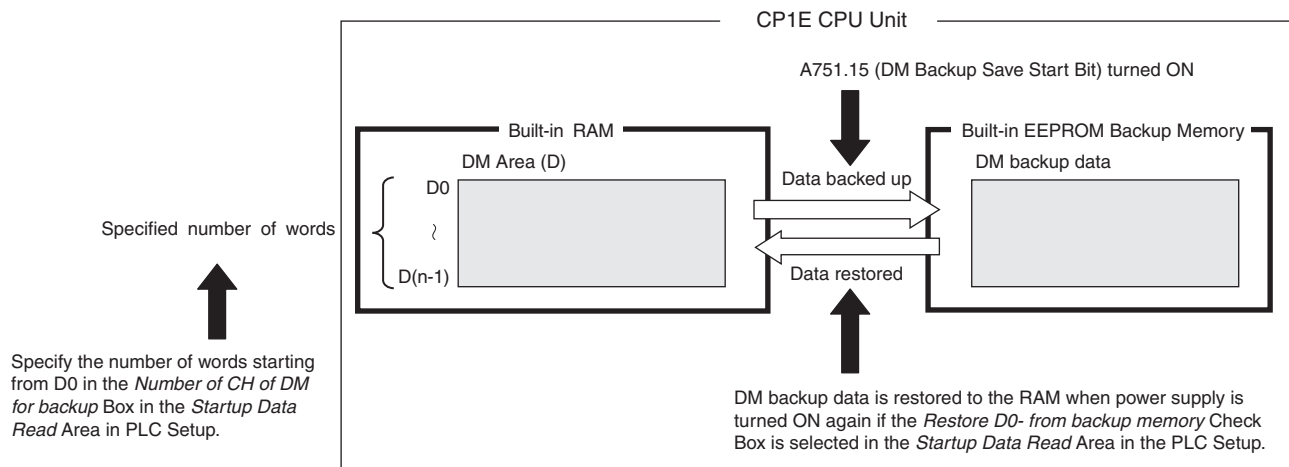 CP1E CPU Unit
A751.15 (DM Backup Save Start Bit) turned ON
Built-in RAM
Built-in EEPROM Backup Memory
DM Area (D)
DM backup data
D0
~
D(n-1)
Specified number of words
Data backed up
Data restored
Specify the number of words starting
from D0 in the Number of CH of DM
for backup Box in the Startup Data
Read Area in PLC Setup.
DM backup data is restored to the RAM when power supply is
turned ON again if the Restore D0- from backup memory Check
Box is selected in the Startup Data Read Area in the PLC Setup.